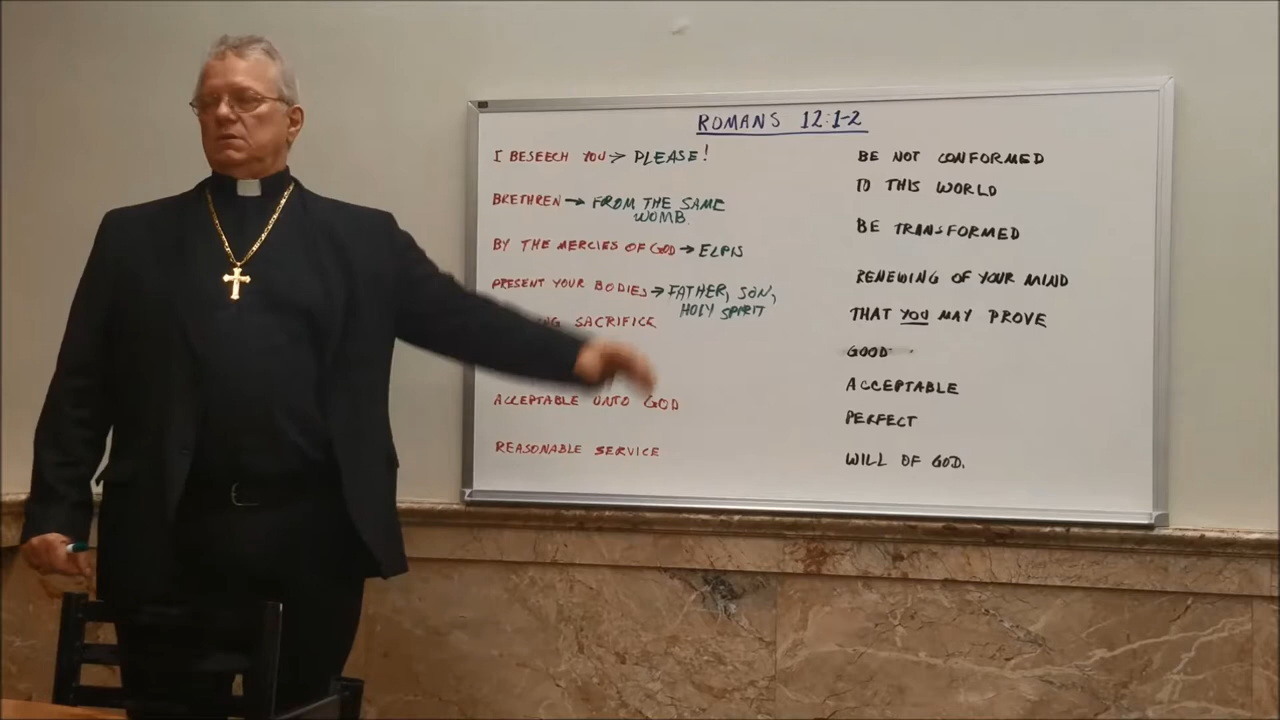 ROMANS 12:1-2
I BESEECH YOU > PLEASE!
BRETHREN → FROM THE SAME
WOMB.
BY THE MERCIES OF GOD → ELPIS
PRESENT YOUR BODIES → FATHER, SON,
HOLY SPIRIT
SACRIFICE
ACCEPTABLE UNTO GOD
REASONABLE SERVICE
BE NOT CONFORMED
TO THIS WORLD
BE TRANSFORMED
RENEWING OF YOUR MIND
THAT YOU MAY PROVE
GOOD
ACCEPTABLE
PERFECT
WILL OF GOD.